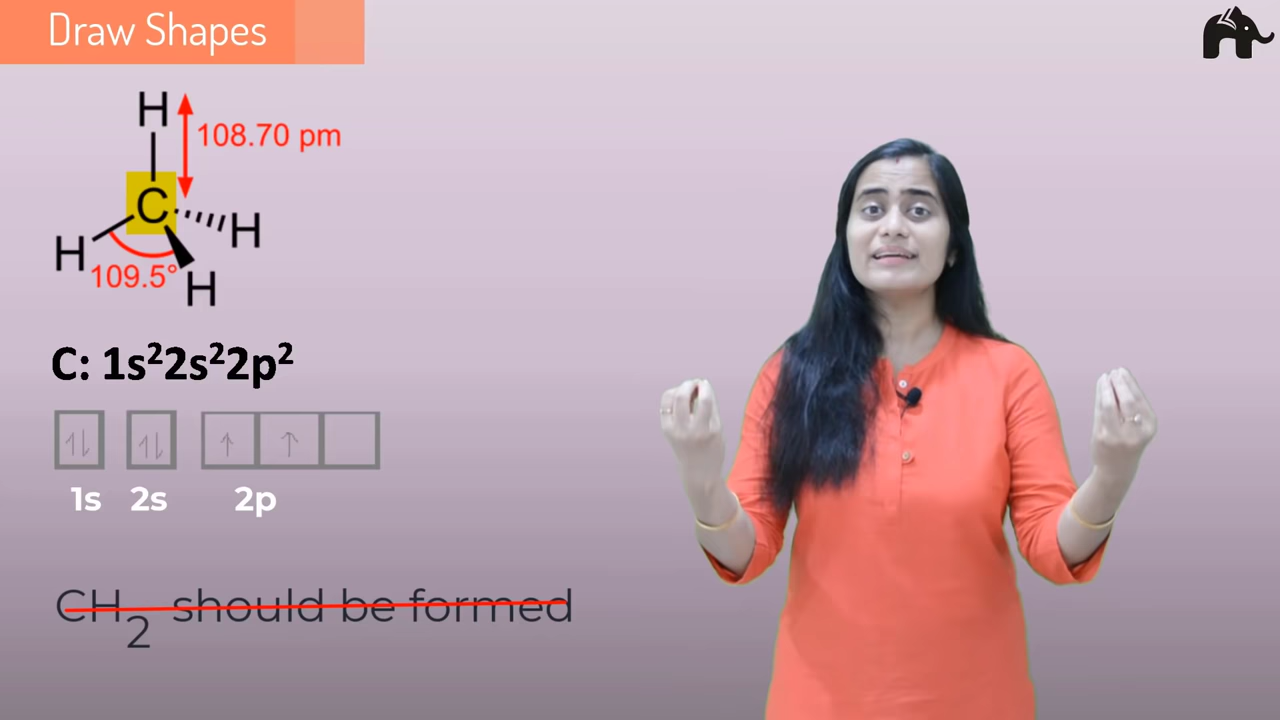 Draw Shapes
H
108.70 pm
C
H
H
109.5°
H
C: 1s²2s²2p²
1s 2s 2p
CH₂ should be formed